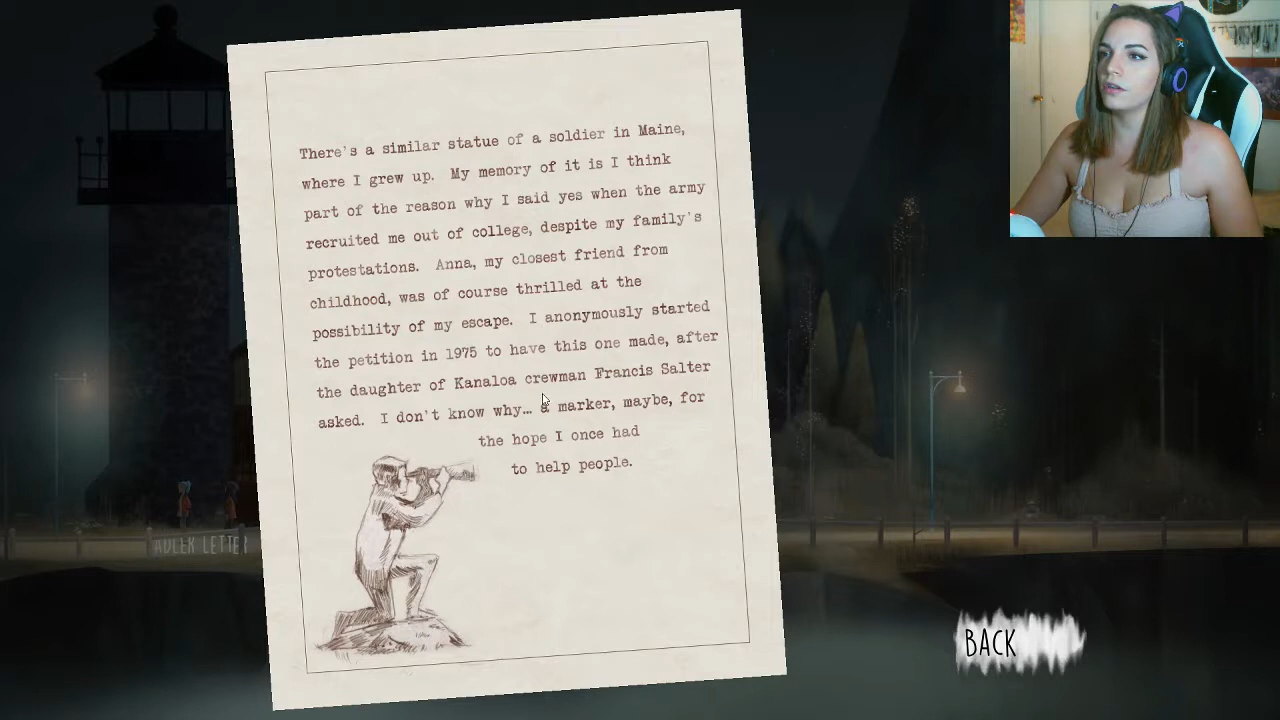 There's a similar statue of a soldier in Maine,
where I grew up. My memory of it is I think
part of the reason why I said yes when the army
recruited me out of college, despite my family's
protestations. Anna, my closest friend from
childhood, was of course thrilled at the
possibility of my escape. I anonymously started
the petition in 1975 to have this one made, after
the daughter of Kanaloa crewman Francis Salter
asked. I don't know why… a marker, maybe, for
the hope I once had
to help people.
ADLER LETTER
BACK